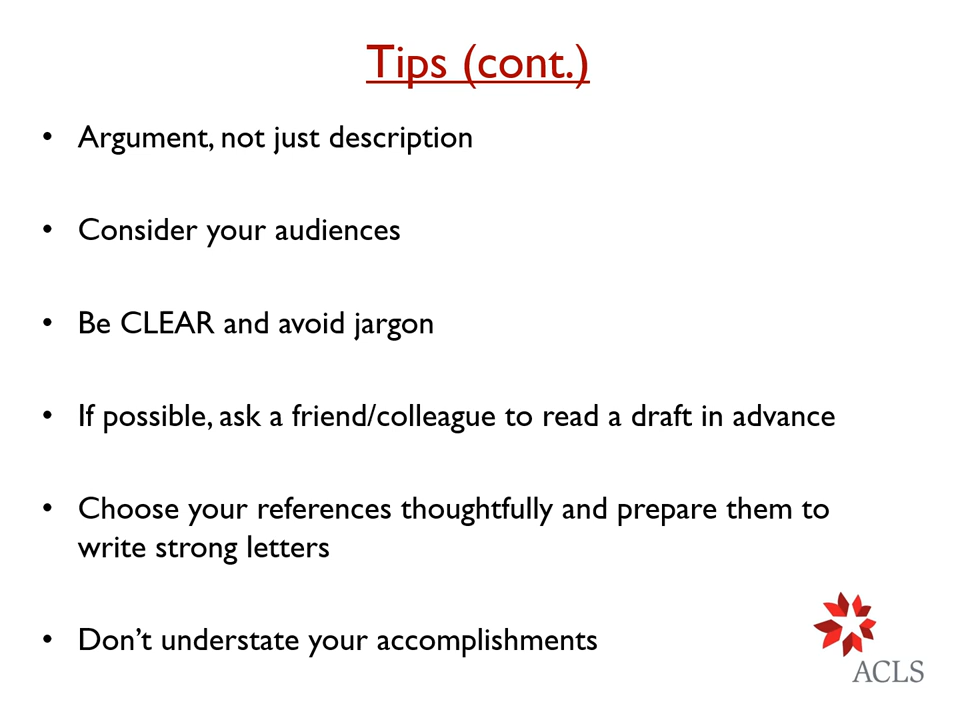 Tips (cont.)
• Argument, not just description
• Consider your audiences
• Be CLEAR and avoid jargon
• If possible, ask a friend/colleague to read a draft in advance
• Choose your references thoughtfully and prepare them to
write strong letters
• Don’t understate your accomplishments
ACLS